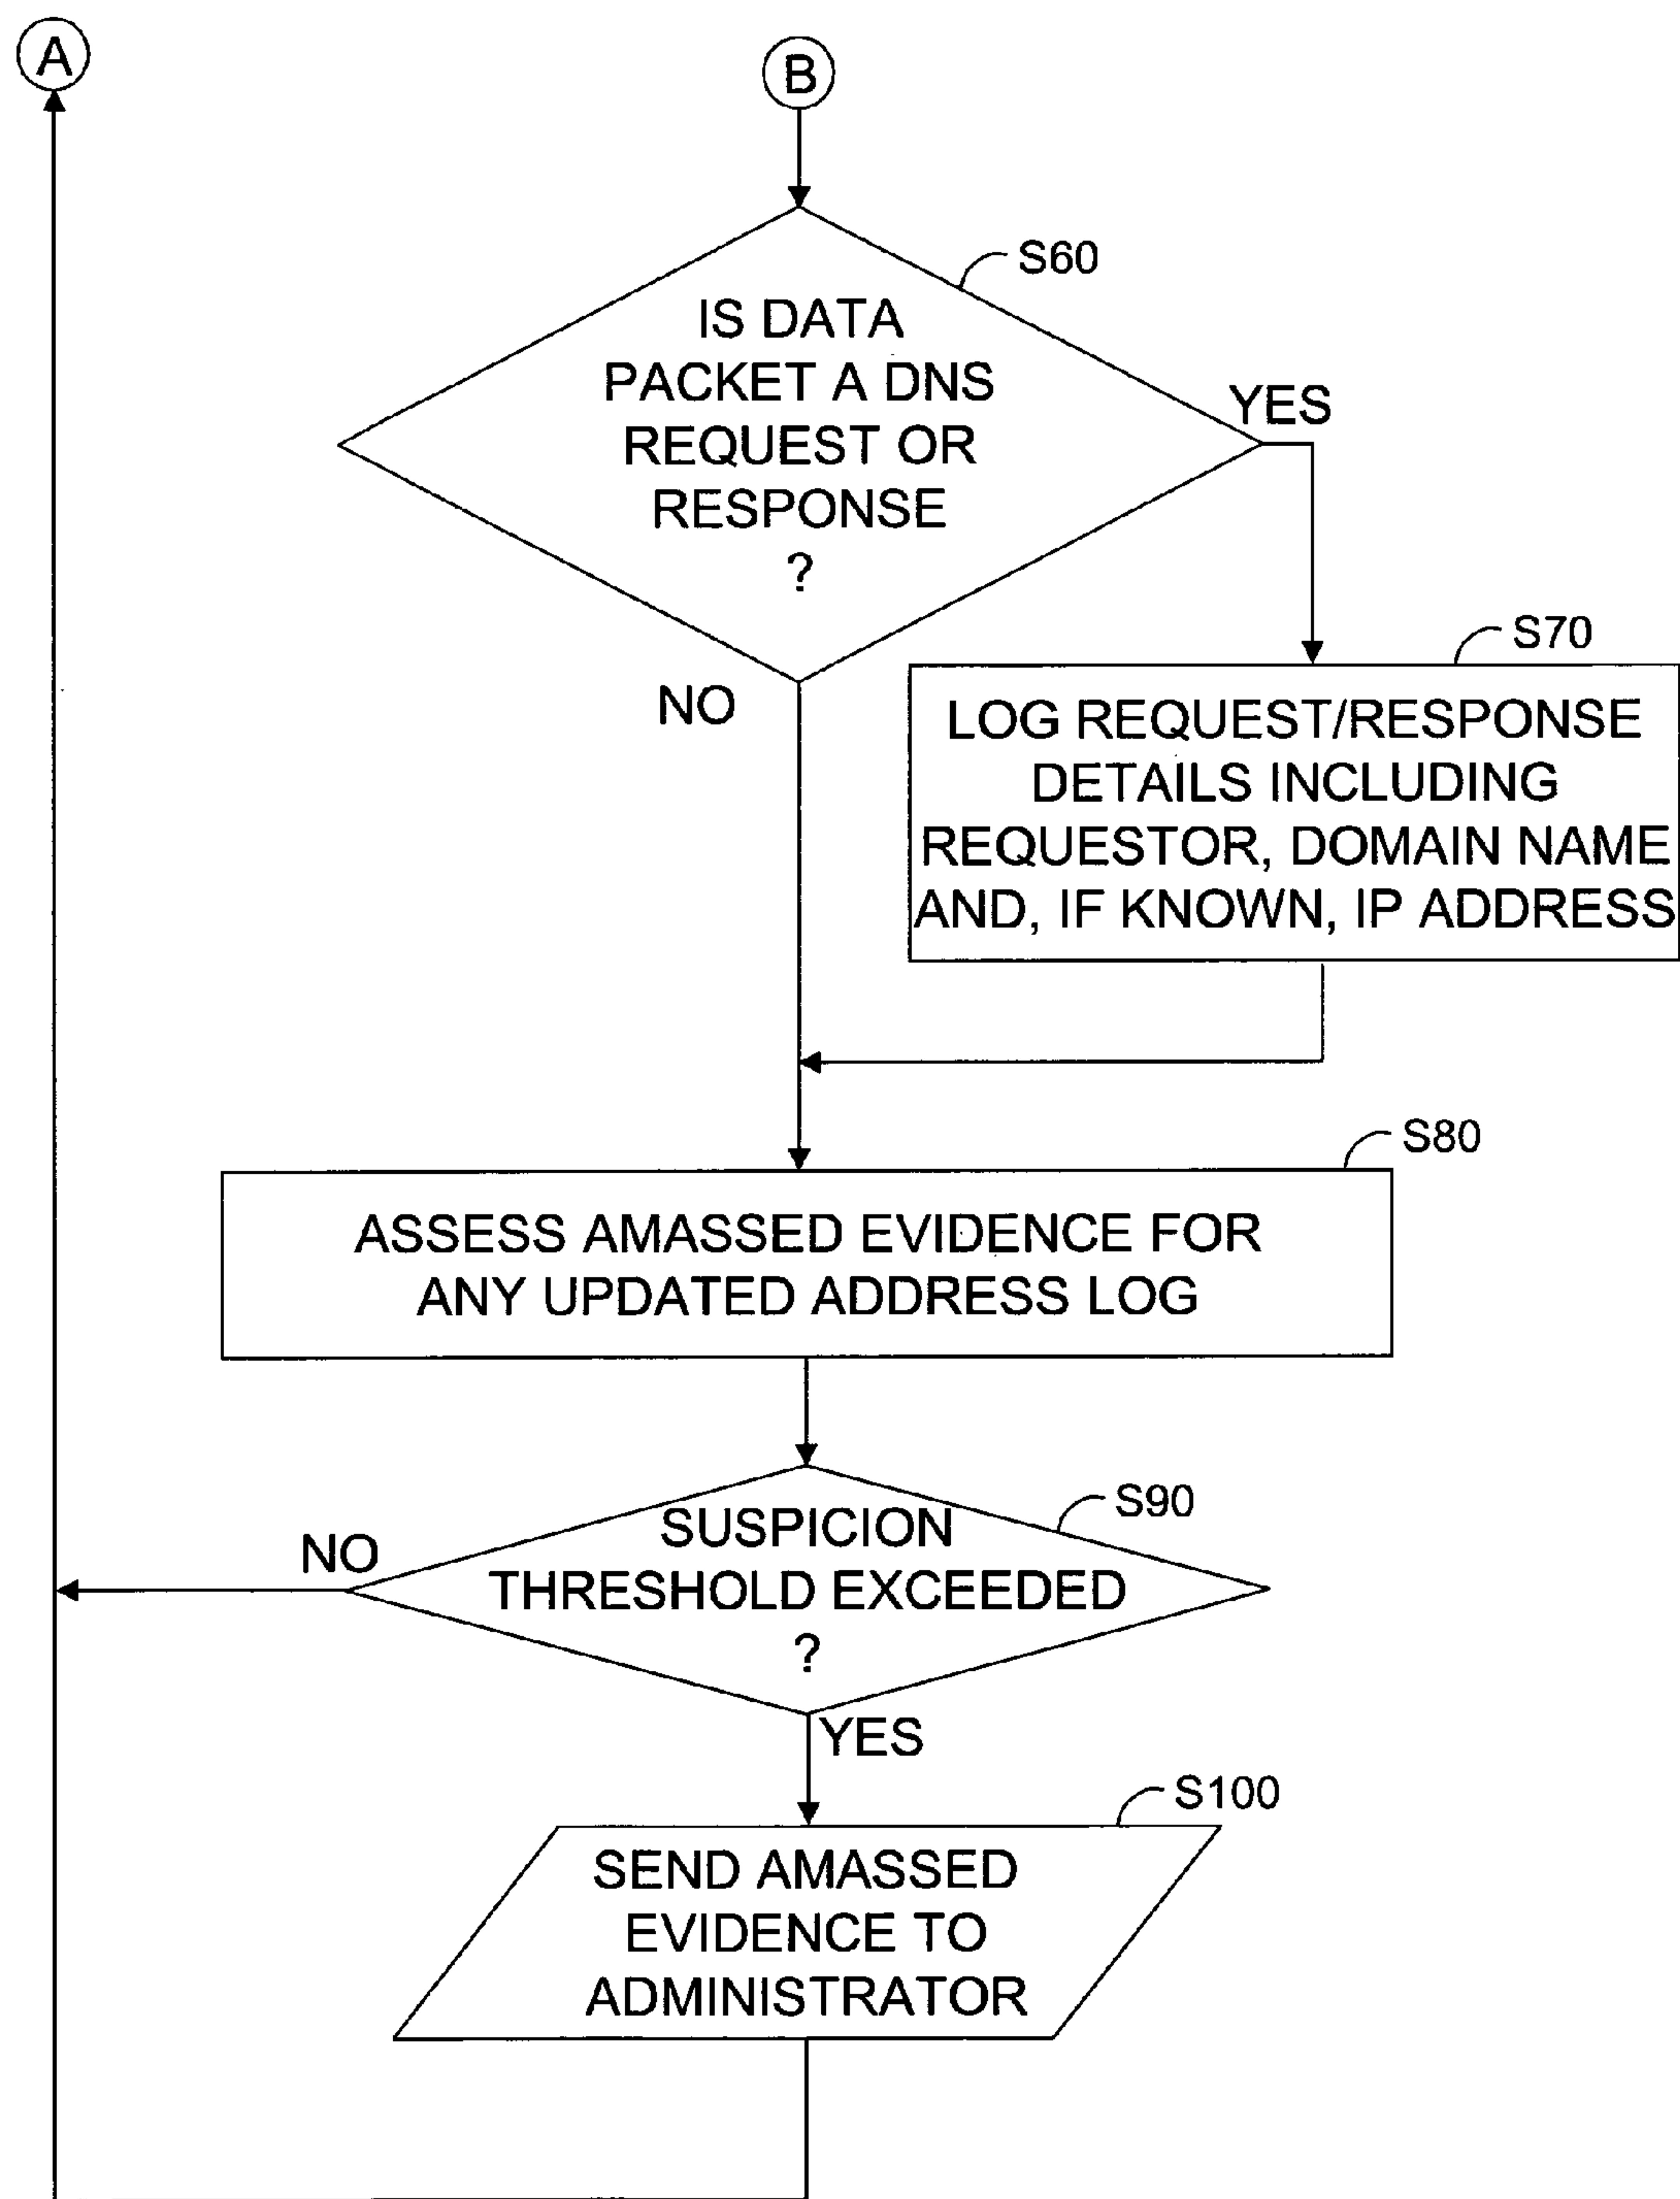 A
B
S60
IS DATA
PACKET A DNS
REQUEST OR
RESPONSE
?
YES
NO
S70
LOG REQUEST/RESPONSE
DETAILS INCLUDING
REQUESTOR, DOMAIN NAME
AND, IF KNOWN, IP ADDRESS
S80
ASSESS AMASSED EVIDENCE FOR
ANY UPDATED ADDRESS LOG
S90
SUSPICION
THRESHOLD EXCEEDED
?
NO
YES
S100
SEND AMASSED
EVIDENCE TO
ADMINISTRATOR